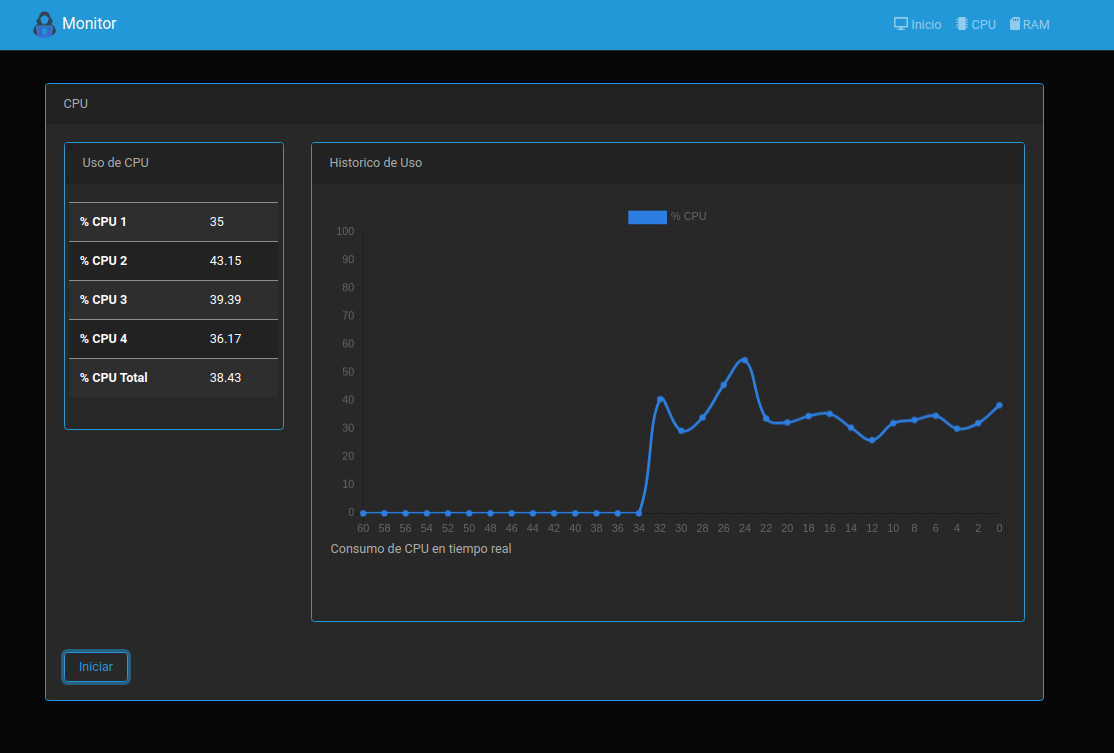 Monitor
Inicio CPU RAM
CPU
Uso de CPU
% CPU 1 35
% CPU 2 43.15
% CPU 3 39.39
% CPU 4 36.17
% CPU Total 38.43
Historico de Uso
% CPU
100
90
80
70
60
50
40
30
20
10
0
60 58 56 54 52 50 48 46 44 42 40 38 36 34 32 30 28 26 24 22 20 18 16 14 12 10 8 6 4 2 0
Consumo de CPU en tiempo real
Iniciar